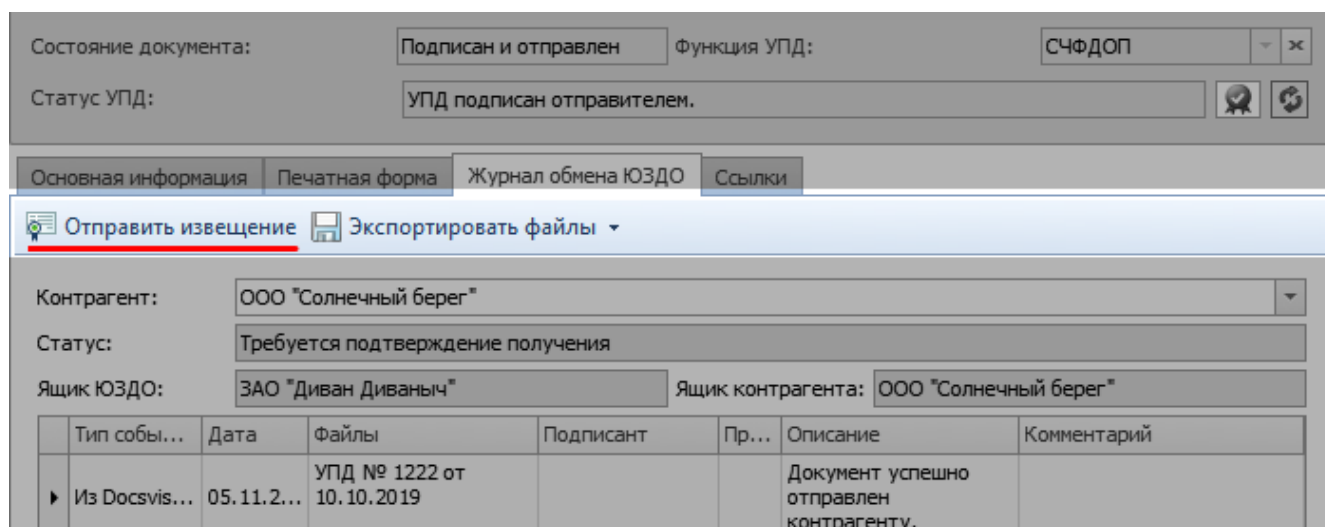 Состояние документа: Подписан и отправлен Функция УПД: СЧФДОП
Статус УПД: УПД подписан отправителем.
Основная информация Печатная форма Журнал обмена ЮЗДО Ссылки
Отправить извещение Экспортировать файлы
Контрагент: ООО "Солнечный берег"
Статус: Требуется подтверждение получения
Ящик ЮЗДО: ЗАО "Диван Диваныч" Ящик контрагента: ООО "Солнечный берег"
Тип собы... Дата Файлы Подписант Пр... Описание Комментарий
УПД № 1222 от Документ успешно
Из Docsvis... 05.11.2... 10.10.2019 отправлен
контрагенту.